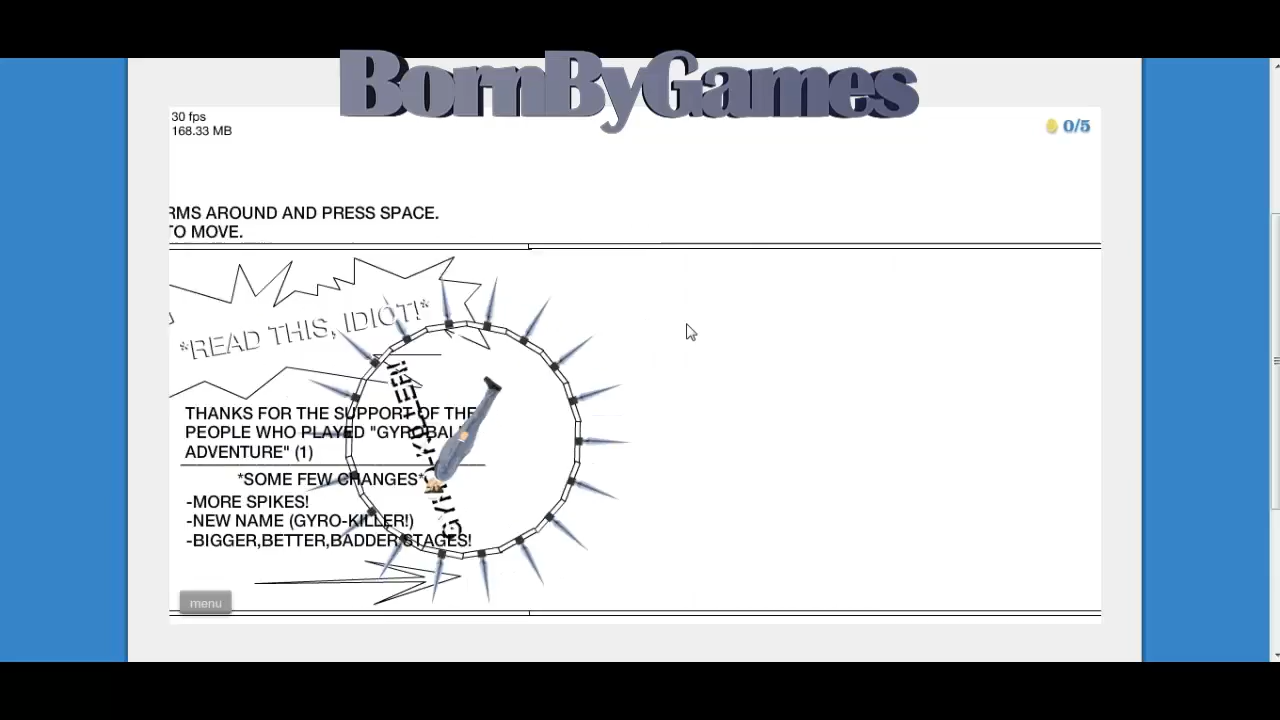 BornByGames
30 fps
168.33 MB
0/5
RMS AROUND AND PRESS SPACE.
TO MOVE.
*READ THIS, IDIOT!*
THANKS FOR THE SUPPORT OF THE
PEOPLE WHO PLAYED "GYROBALL
ADVENTURE" (1)
*SOME FEW CHANGES*
-MORE SPIKES!
-NEW NAME (GYRO-KILLER!)
-BIGGER,BETTER,BADDER STAGES!
GYRO-KILLER!
menu